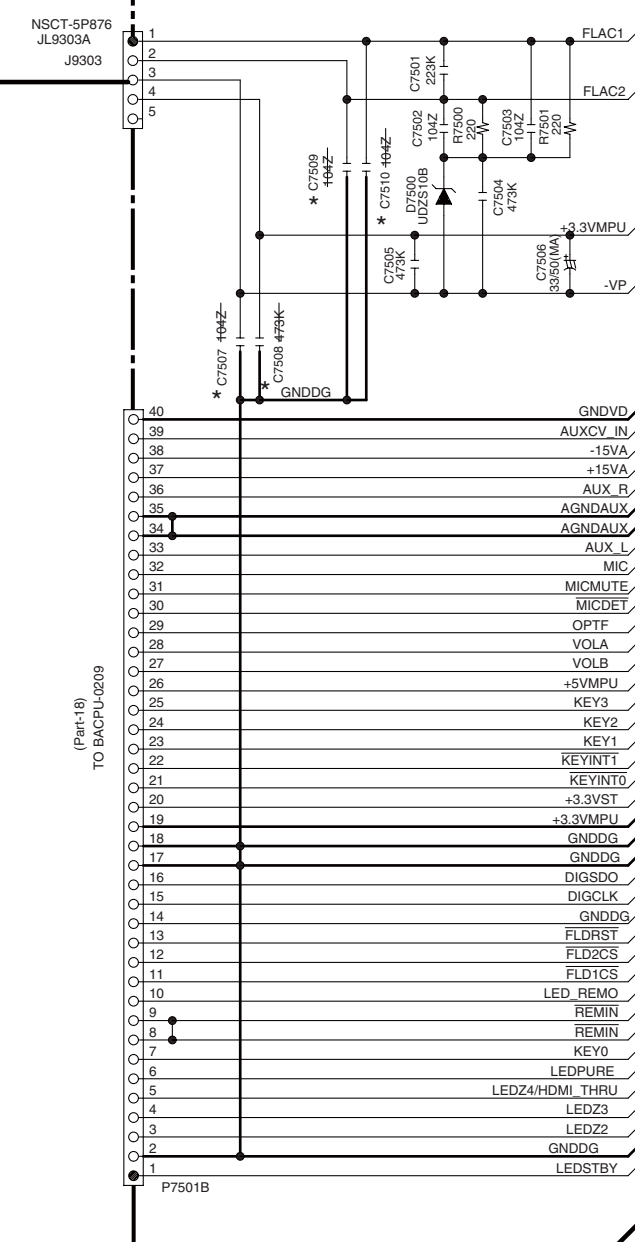 NSCT-5P876
JL9303A
J9303
1
2
3
4
5
FLAC1
FLAC2
C7501
223K
C7502
104Z
R7500
220
C7503
104Z
R7501
220
* C7509
104Z
* C7510 104Z
D7500
UDZS10B
C7504
473K
+3.3VMPU
C7505
473K
C7506
33/50(MA)
+
-VP
* C7507 104Z
* C7508 473K
GNDDG
40 GNDVD
39 AUXCV_IN
38 -15VA
37 +15VA
36 AUX_R
35 AGNDAUX
34 AGNDAUX
33 AUX_L
32 MIC
31 MICMUTE
30 MICDET
29 OPTF
28 VOLA
27 VOLB
26 +5VMPU
25 KEY3
24 KEY2
23 KEY1
22 KEYINT1
21 KEYINT0
20 +3.3VST
19 +3.3VMPU
18 GNDDG
17 GNDDG
16 DIGSDO
15 DIGCLK
14 GNDDG
13 FLDRST
12 FLD2CS
11 FLD1CS
10 LED_REMO
9 REMIN
8 REMIN
7 KEY0
6 LEDPURE
5 LEDZ4/HDMI_THRU
4 LEDZ3
3 LEDZ2
2 GNDDG
1 LEDSTBY
P7501B
(Part-18)
TO BACPU-0209